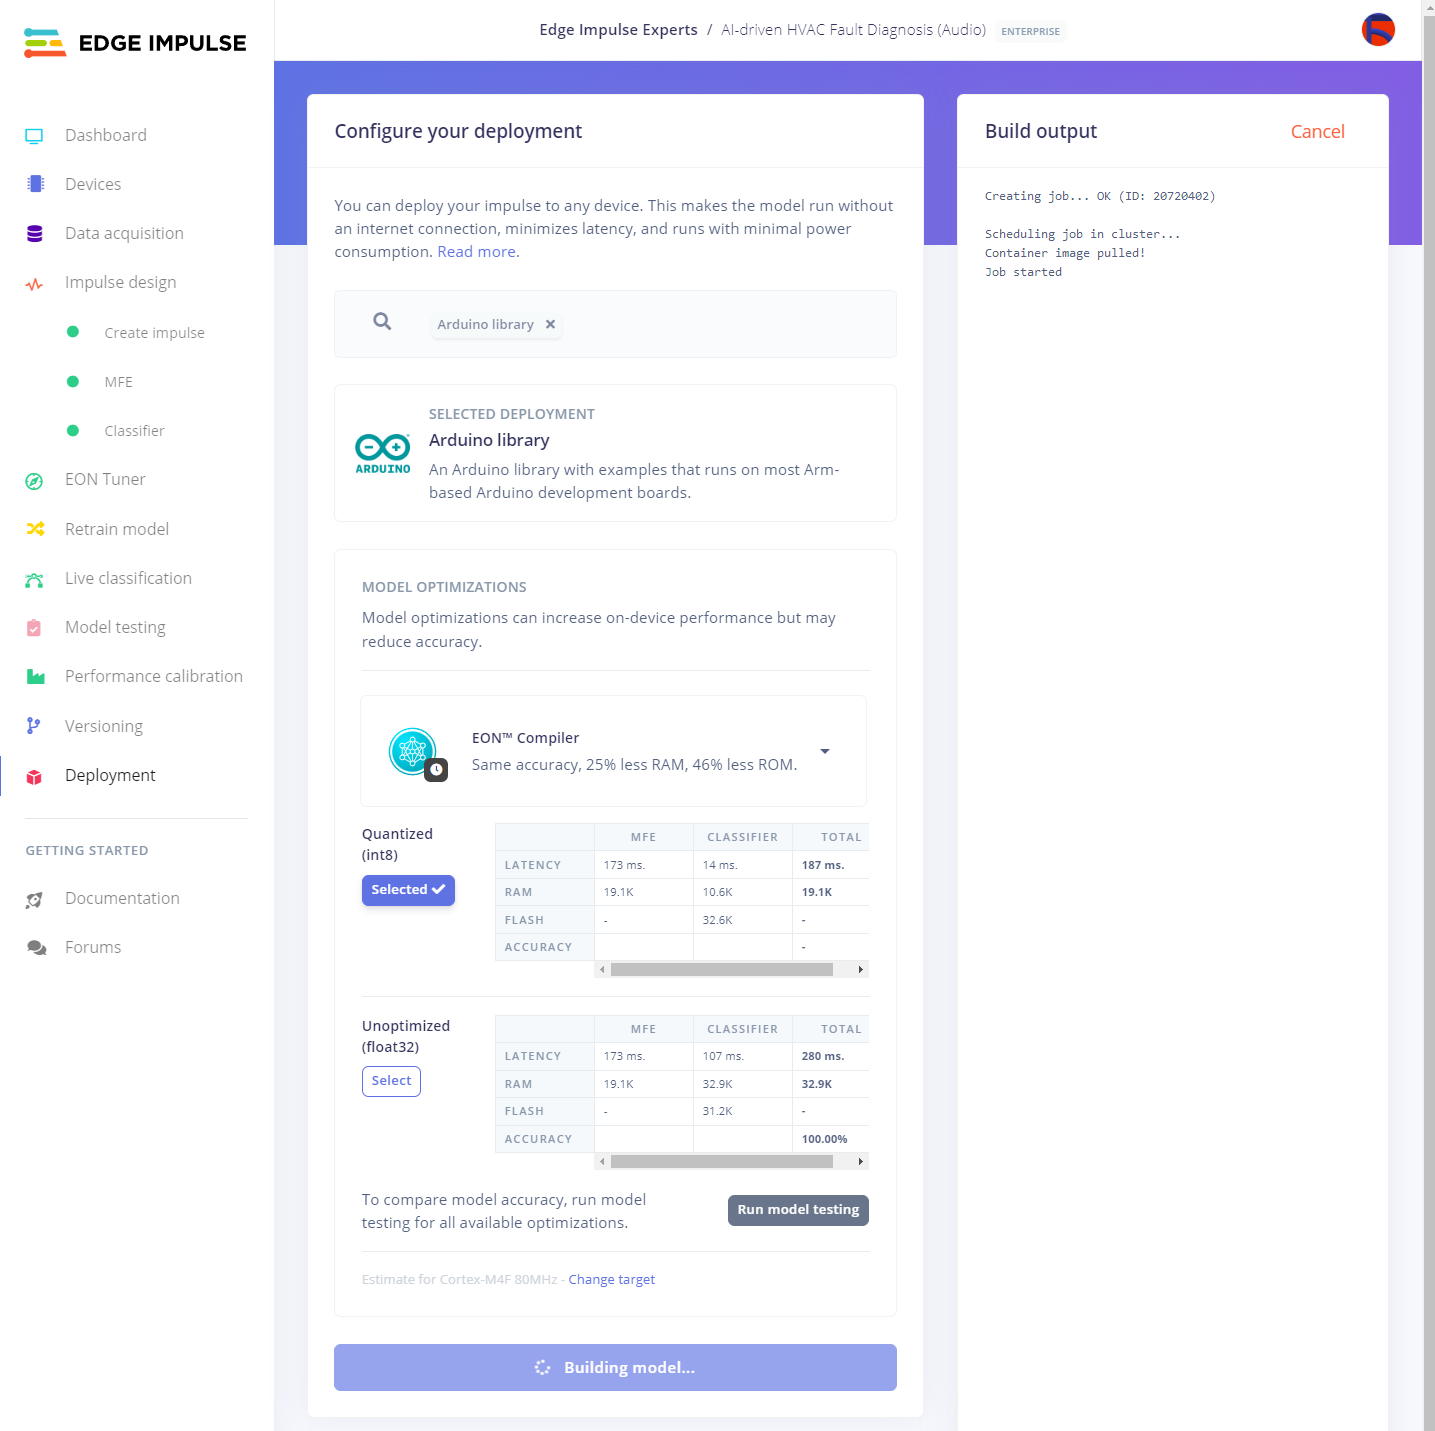 EDGE IMPULSE
Edge Impulse Experts / AI-driven HVAC Fault Diagnosis (Audio) ENTERPRISE
Dashboard
Devices
Data acquisition
Impulse design
Create impulse
MFE
Classifier
EON Tuner
Retrain model
Live classification
Model testing
Performance calibration
Versioning
Deployment
GETTING STARTED
Documentation
Forums
Configure your deployment
You can deploy your impulse to any device. This makes the model run without
an internet connection, minimizes latency, and runs with minimal power
consumption. Read more.
Arduino library ×
ARDUINO
SELECTED DEPLOYMENT
Arduino library
An Arduino library with examples that runs on most Arm-
based Arduino development boards.
MODEL OPTIMIZATIONS
Model optimizations can increase on-device performance but may
reduce accuracy.
EON™ Compiler
Same accuracy, 25% less RAM, 46% less ROM.
Quantized
(int8)
Selected ✓
MFE CLASSIFIER TOTAL
LATENCY 173 ms. 14 ms. 187 ms.
RAM 19.1K 10.6K 19.1K
FLASH - 32.6K -
ACCURACY -
Unoptimized
(float32)
Select
MFE CLASSIFIER TOTAL
LATENCY 173 ms. 107 ms. 280 ms.
RAM 19.1K 32.9K 32.9K
FLASH - 31.2K -
ACCURACY 100.00%
To compare model accuracy, run model
testing for all available optimizations.
Run model testing
Estimate for Cortex-M4F 80MHz - Change target
Building model...
Build output
Cancel
Creating job... OK (ID: 20720402)
Scheduling job in cluster...
Container image pulled!
Job started